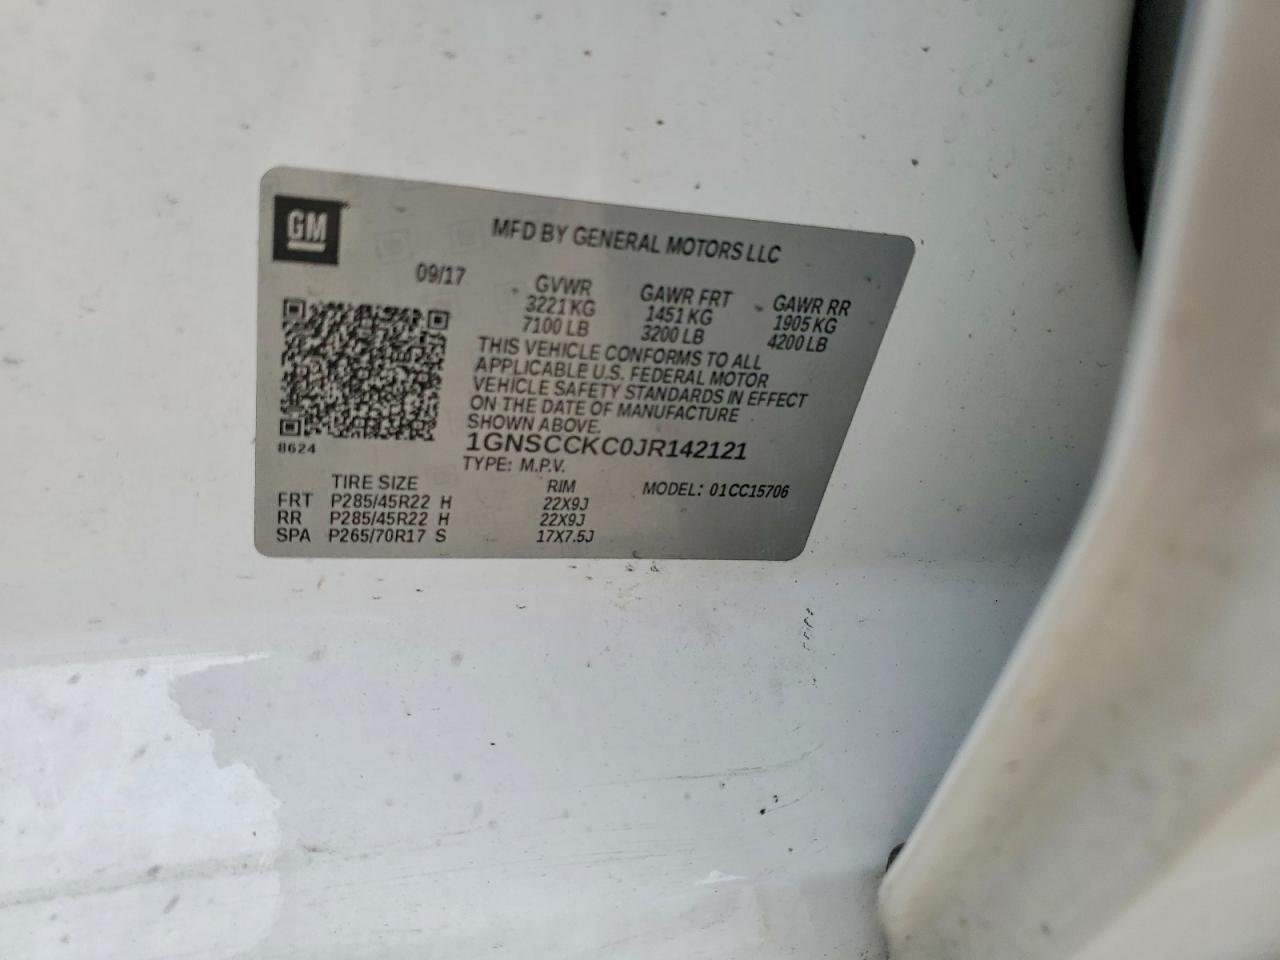 GM
MFD BY GENERAL MOTORS LLC
09/17
GVWR GAWR FRT GAWR RR
3221 KG 1451 KG 1905 KG
7100 LB 3200 LB 4200 LB
THIS VEHICLE CONFORMS TO ALL
APPLICABLE U.S. FEDERAL MOTOR
VEHICLE SAFETY STANDARDS IN EFFECT
ON THE DATE OF MANUFACTURE
SHOWN ABOVE.
8624
1GNSCCKC0JR142121
TYPE: M.P.V.
TIRE SIZE RIM MODEL: 01CC15706
FRT P285/45R22 H 22X9J
RR P285/45R22 H 22X9J
SPA P265/70R17 S 17X7.5J